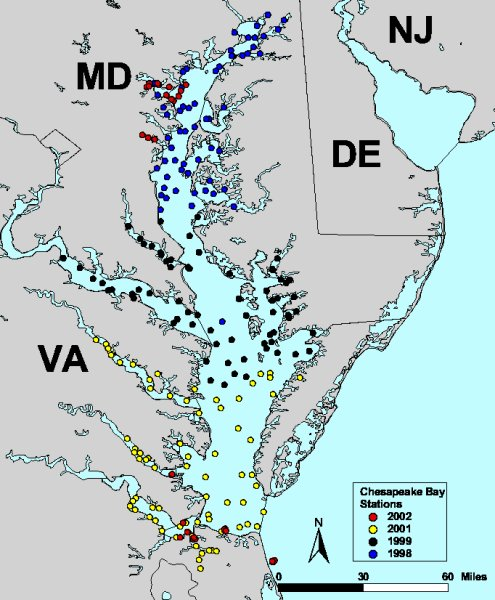 NJ
MD
DE
VA
Chesapeake Bay
Stations
2002
2001
1999
1998
N
0 30 60 Miles